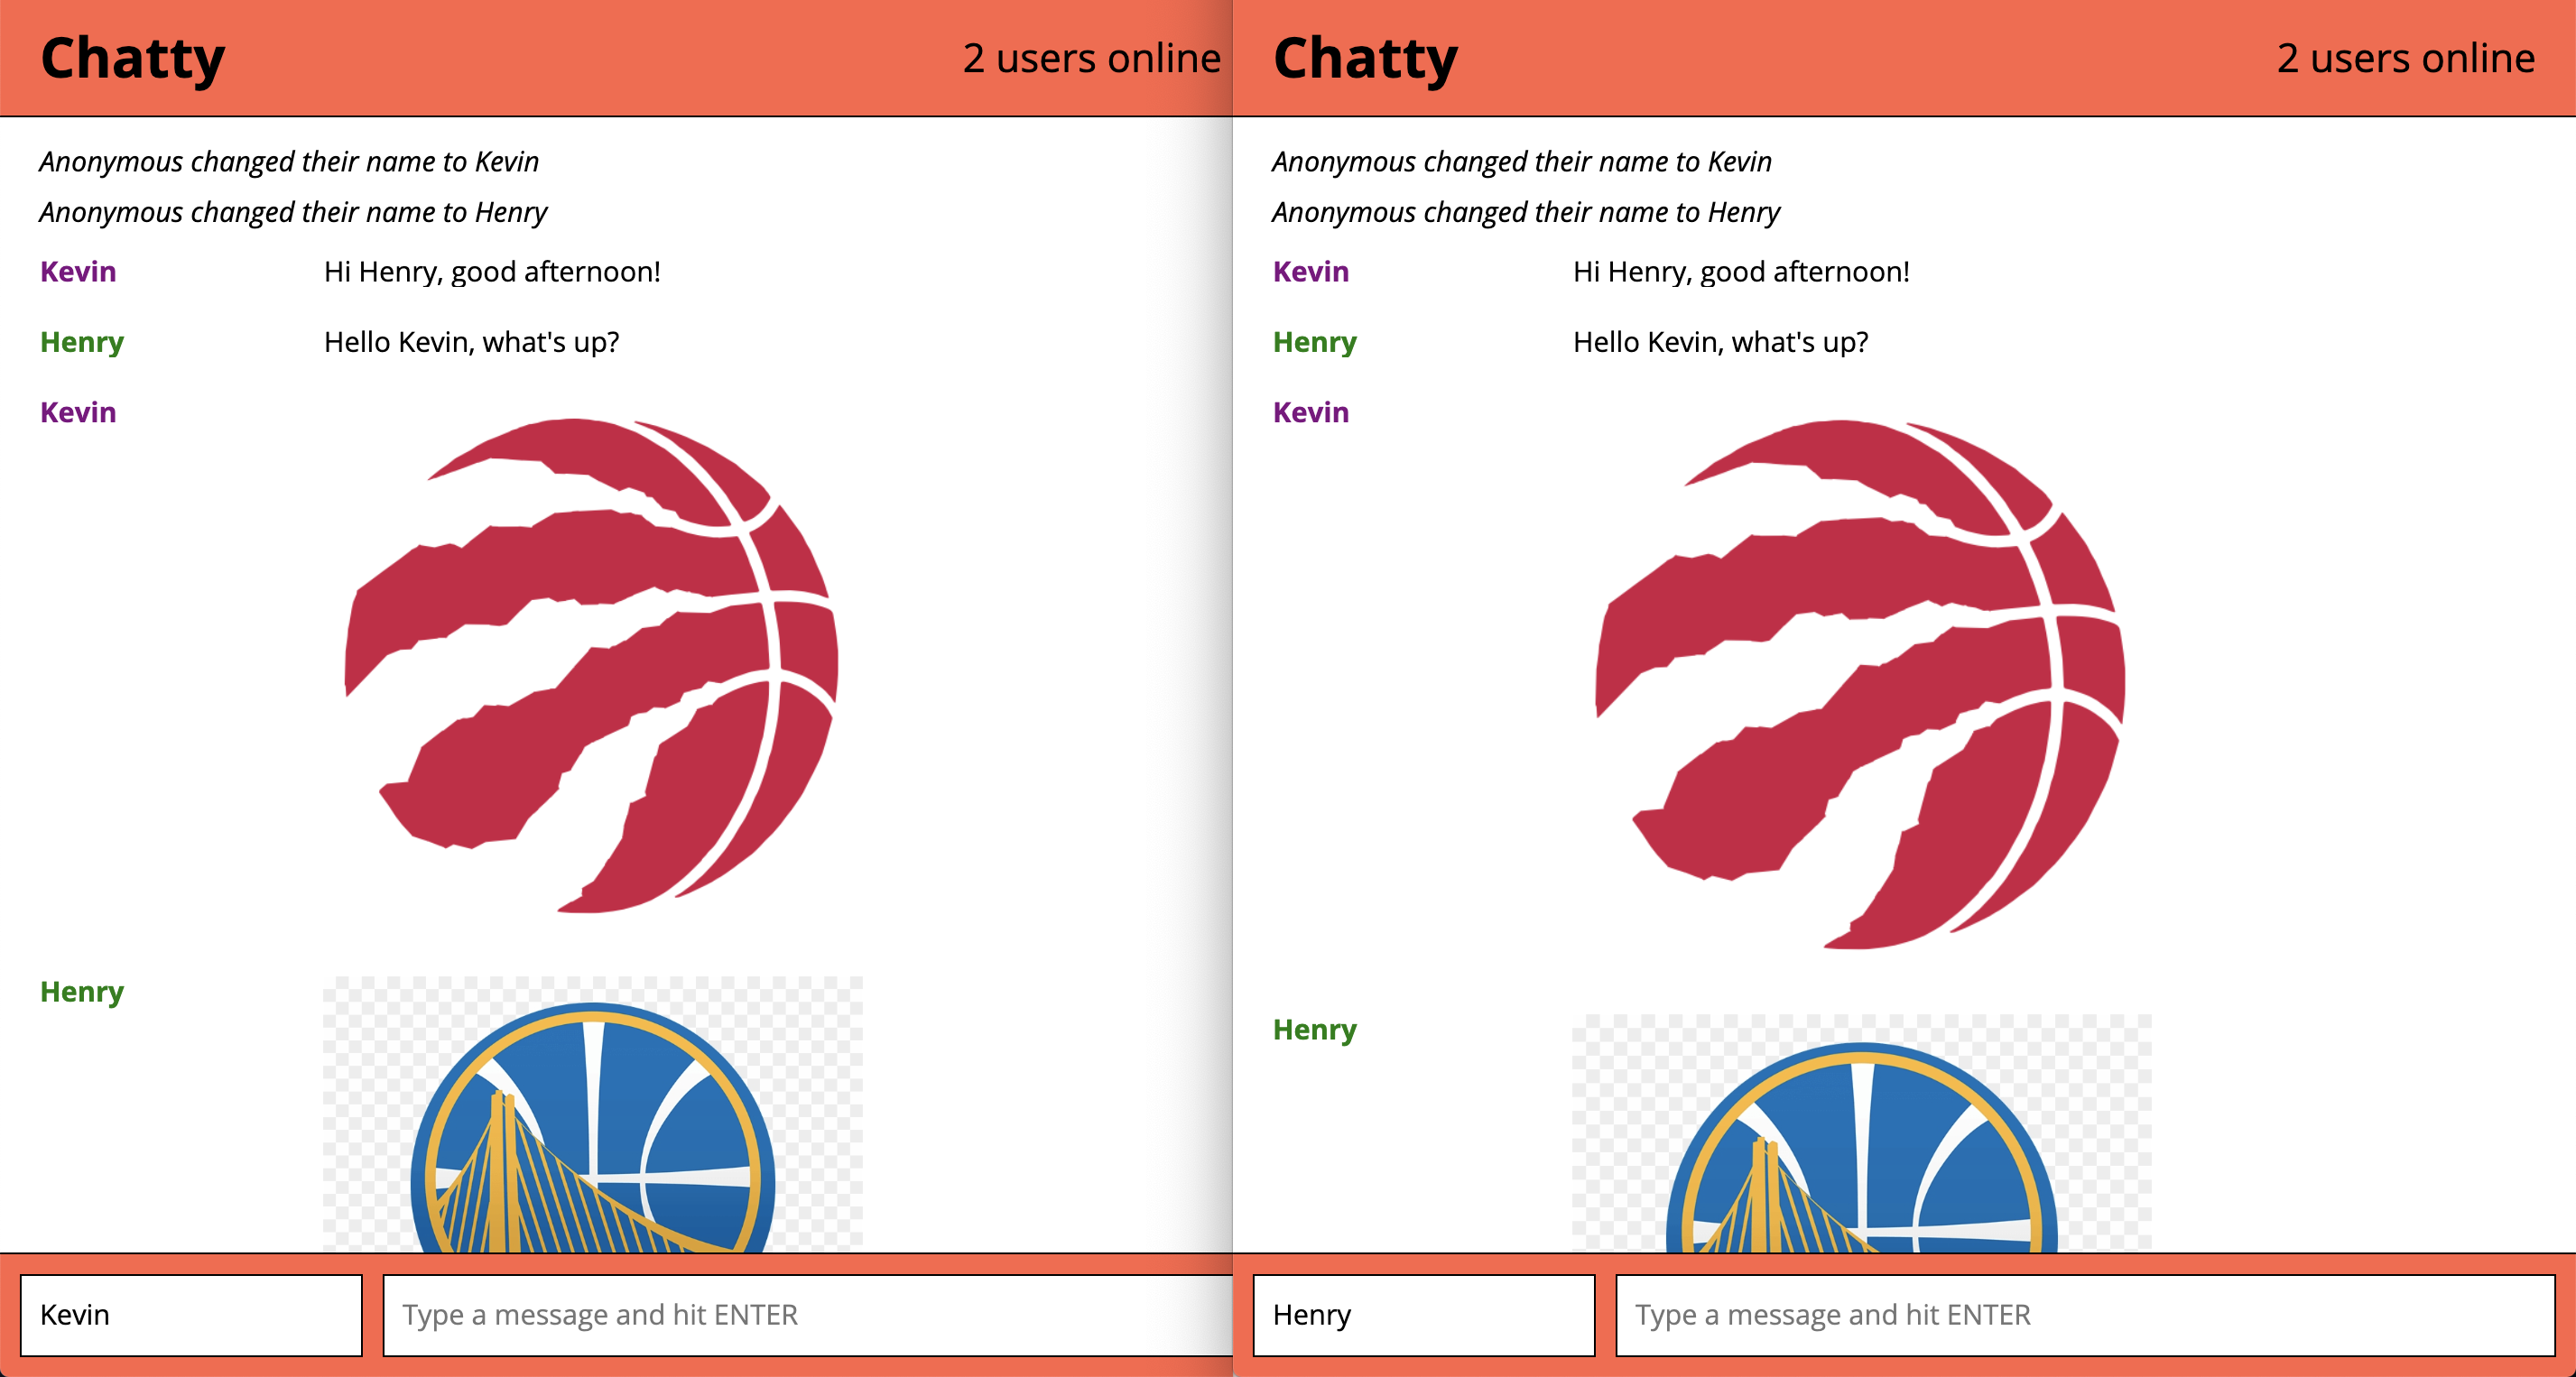 Chatty
2 users online
Anonymous changed their name to Kevin
Anonymous changed their name to Henry
Kevin Hi Henry, good afternoon!
Henry Hello Kevin, what's up?
Kevin
Henry
Kevin
Type a message and hit ENTER
Chatty
2 users online
Anonymous changed their name to Kevin
Anonymous changed their name to Henry
Kevin Hi Henry, good afternoon!
Henry Hello Kevin, what's up?
Kevin
Henry
Henry
Type a message and hit ENTER